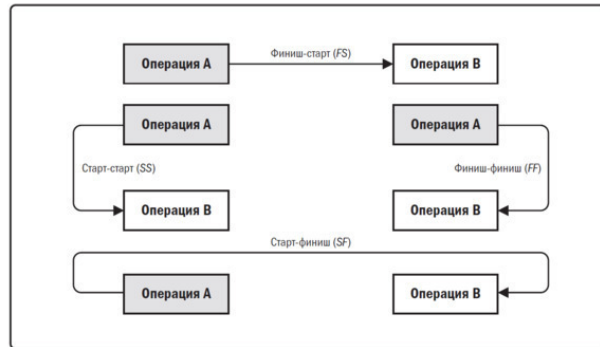 Операция A
Финиш-старт (FS)
Операция B
Операция A
Операция A
Старт-старт (SS)
Финиш-финиш (FF)
Операция B
Операция B
Старт-финиш (SF)
Операция A
Операция B